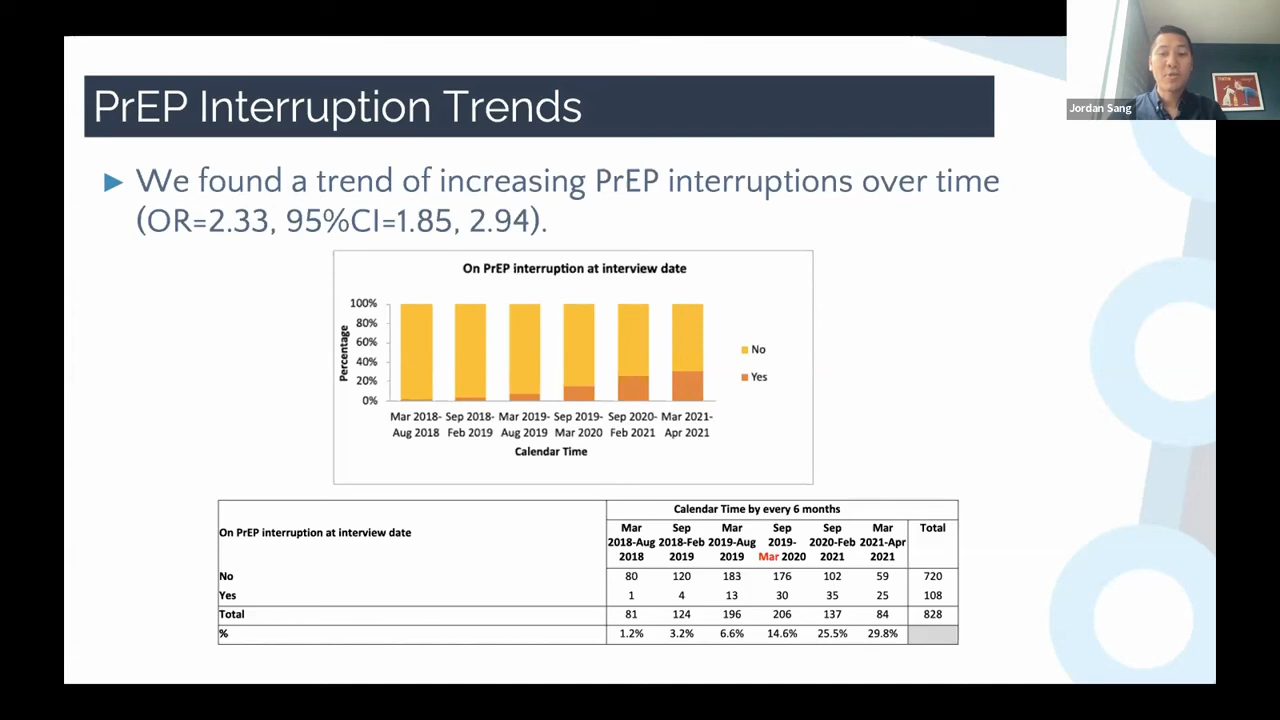 Jordan Sang
PrEP Interruption Trends
► We found a trend of increasing PrEP interruptions over time
(OR=2.33, 95%CI=1.85, 2.94).
On PrEP interruption at interview date
Percentage
100%
80%
60%
40%
20%
0%
Mar 2018- Sep 2018- Mar 2019- Sep 2019- Sep 2020- Mar 2021-
Aug 2018 Feb 2019 Aug 2019 Mar 2020 Feb 2021 Apr 2021
Calendar Time
No
Yes
Calendar Time by every 6 months
On PrEP interruption at interview date
Mar Sep Mar Sep Sep Mar Total
2018-Aug 2018-Feb 2019-Aug 2019- 2020-Feb 2021-Apr
2018 2019 2019 Mar 2020 2021 2021
No 80 120 183 176 102 59 720
Yes 1 4 13 30 35 25 108
Total 81 124 196 206 137 84 828
% 1.2% 3.2% 6.6% 14.6% 25.5% 29.8%